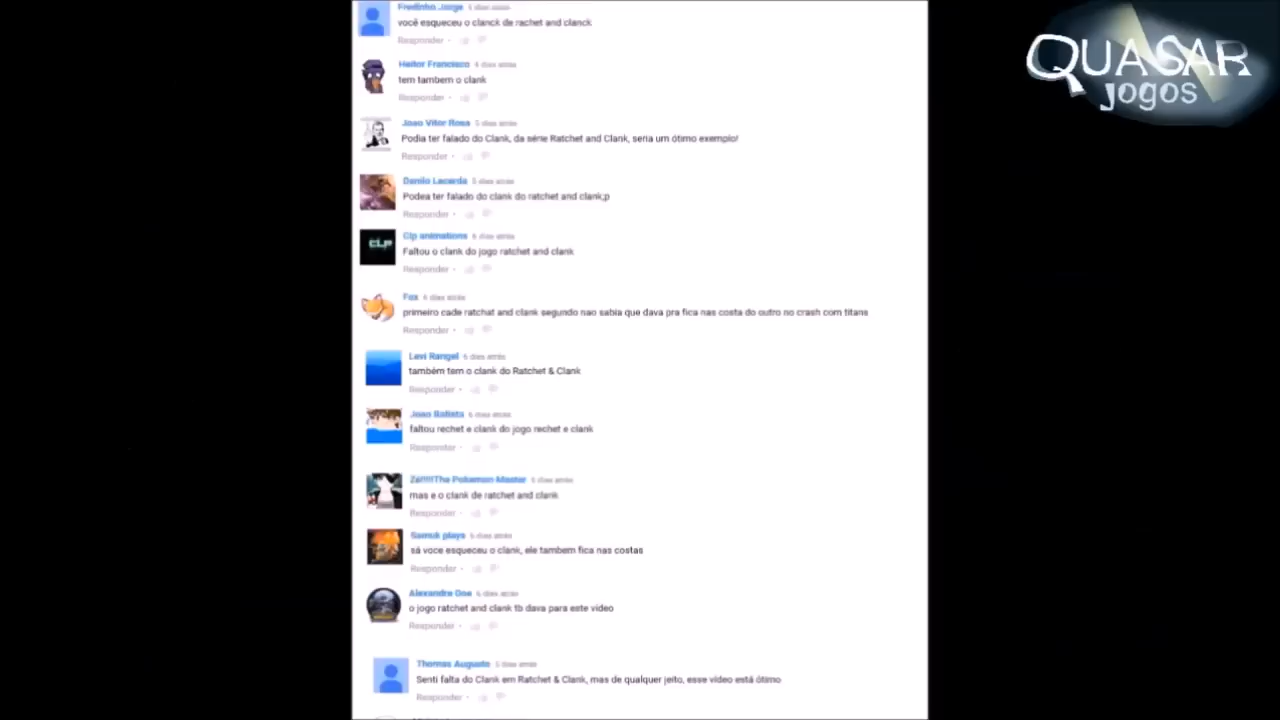 Fredinho Jorge 5 dias atrás
você esqueceu o clanck de rachet and clanck
Responder ·
Heitor Francisco 4 dias atrás
tem tambem o clank
Responder ·
QUASAR
jogos
Joao Vitor Rosa 5 dias atrás
Podia ter falado do Clank, da série Ratchet and Clank, seria um ótimo exemplo!
Responder ·
Danilo Lacerda 5 dias atrás
Podea ter falado do clank do ratchet and clank;p
Responder ·
CLP
Clp animations 6 dias atrás
Faltou o clank do jogo ratchet and clank
Responder ·
Fox 6 dias atrás
primeiro cade ratchat and clank segundo nao sabia que dava pra fica nas costa do outro no crash com titans
Responder ·
Levi Rangel 6 dias atrás
também tem o clank do Ratchet & Clank
Responder ·
Joao Batista 6 dias atrás
faltou rechet e clank do jogo rechet e clank
Responder ·
The Pokemon Master 6 dias atrás
mas e o clank de ratchet and clank
Responder ·
plays 6 dias atrás
sá voce esqueceu o clank, ele tambem fica nas costas
Responder ·
Alexandre One 6 dias atrás
o jogo ratchet and clank tb dava para este video
Responder ·
Thomas Augusto 5 dias atrás
Senti falta do Clank em Ratchet & Clank, mas de qualquer jeito, esse vídeo está ótimo
Responder ·